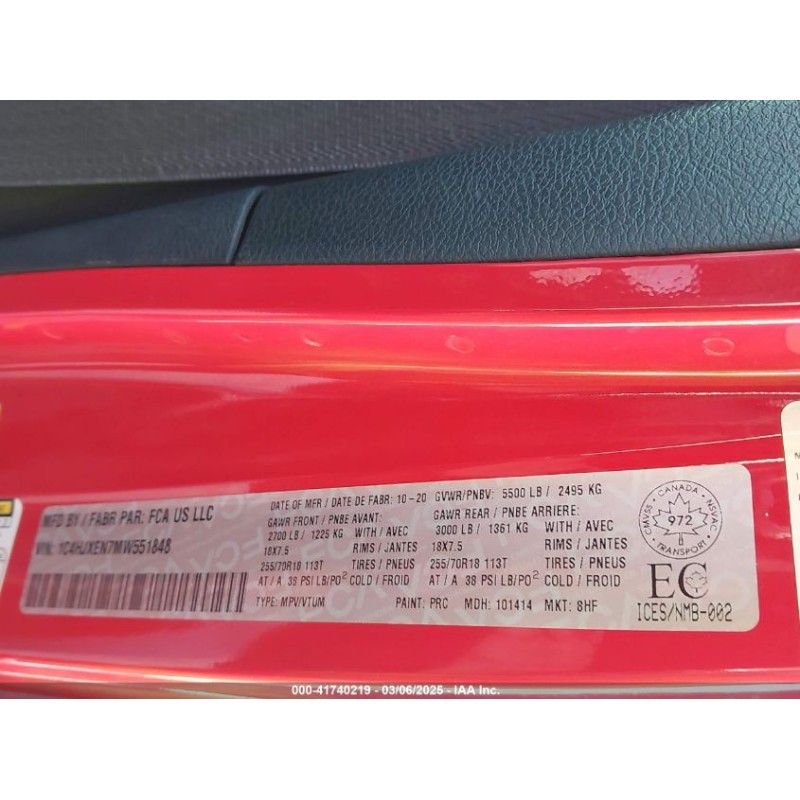 MFD BY / FABR PAR: FCA US LLC
VIN: 1C4HJXEN7MW551848
DATE OF MFR / DATE DE FABR: 10-20 GVWR/PNBV: 5500 LB / 2495 KG
GAWR FRONT / PNBE AVANT: GAWR REAR / PNBE ARRIERE:
2700 LB / 1225 KG WITH / AVEC 3000 LB / 1361 KG WITH / AVEC
18X7.5 RIMS / JANTES 18X7.5 RIMS / JANTES
255/70R18 113T TIRES / PNEUS 255/70R18 113T TIRES / PNEUS
AT / A 38 PSI LB/PO² COLD / FROID AT / A 38 PSI LB/PO² COLD / FROID
TYPE: MPV/VTUM PAINT: PRC MDH: 101414 MKT: 8HF
CANADA
CMVSS 972 NSVAC
TRANSPORT
EC
ICES/NMB-002
000-41740219 - 03/06/2025 - IAA Inc.